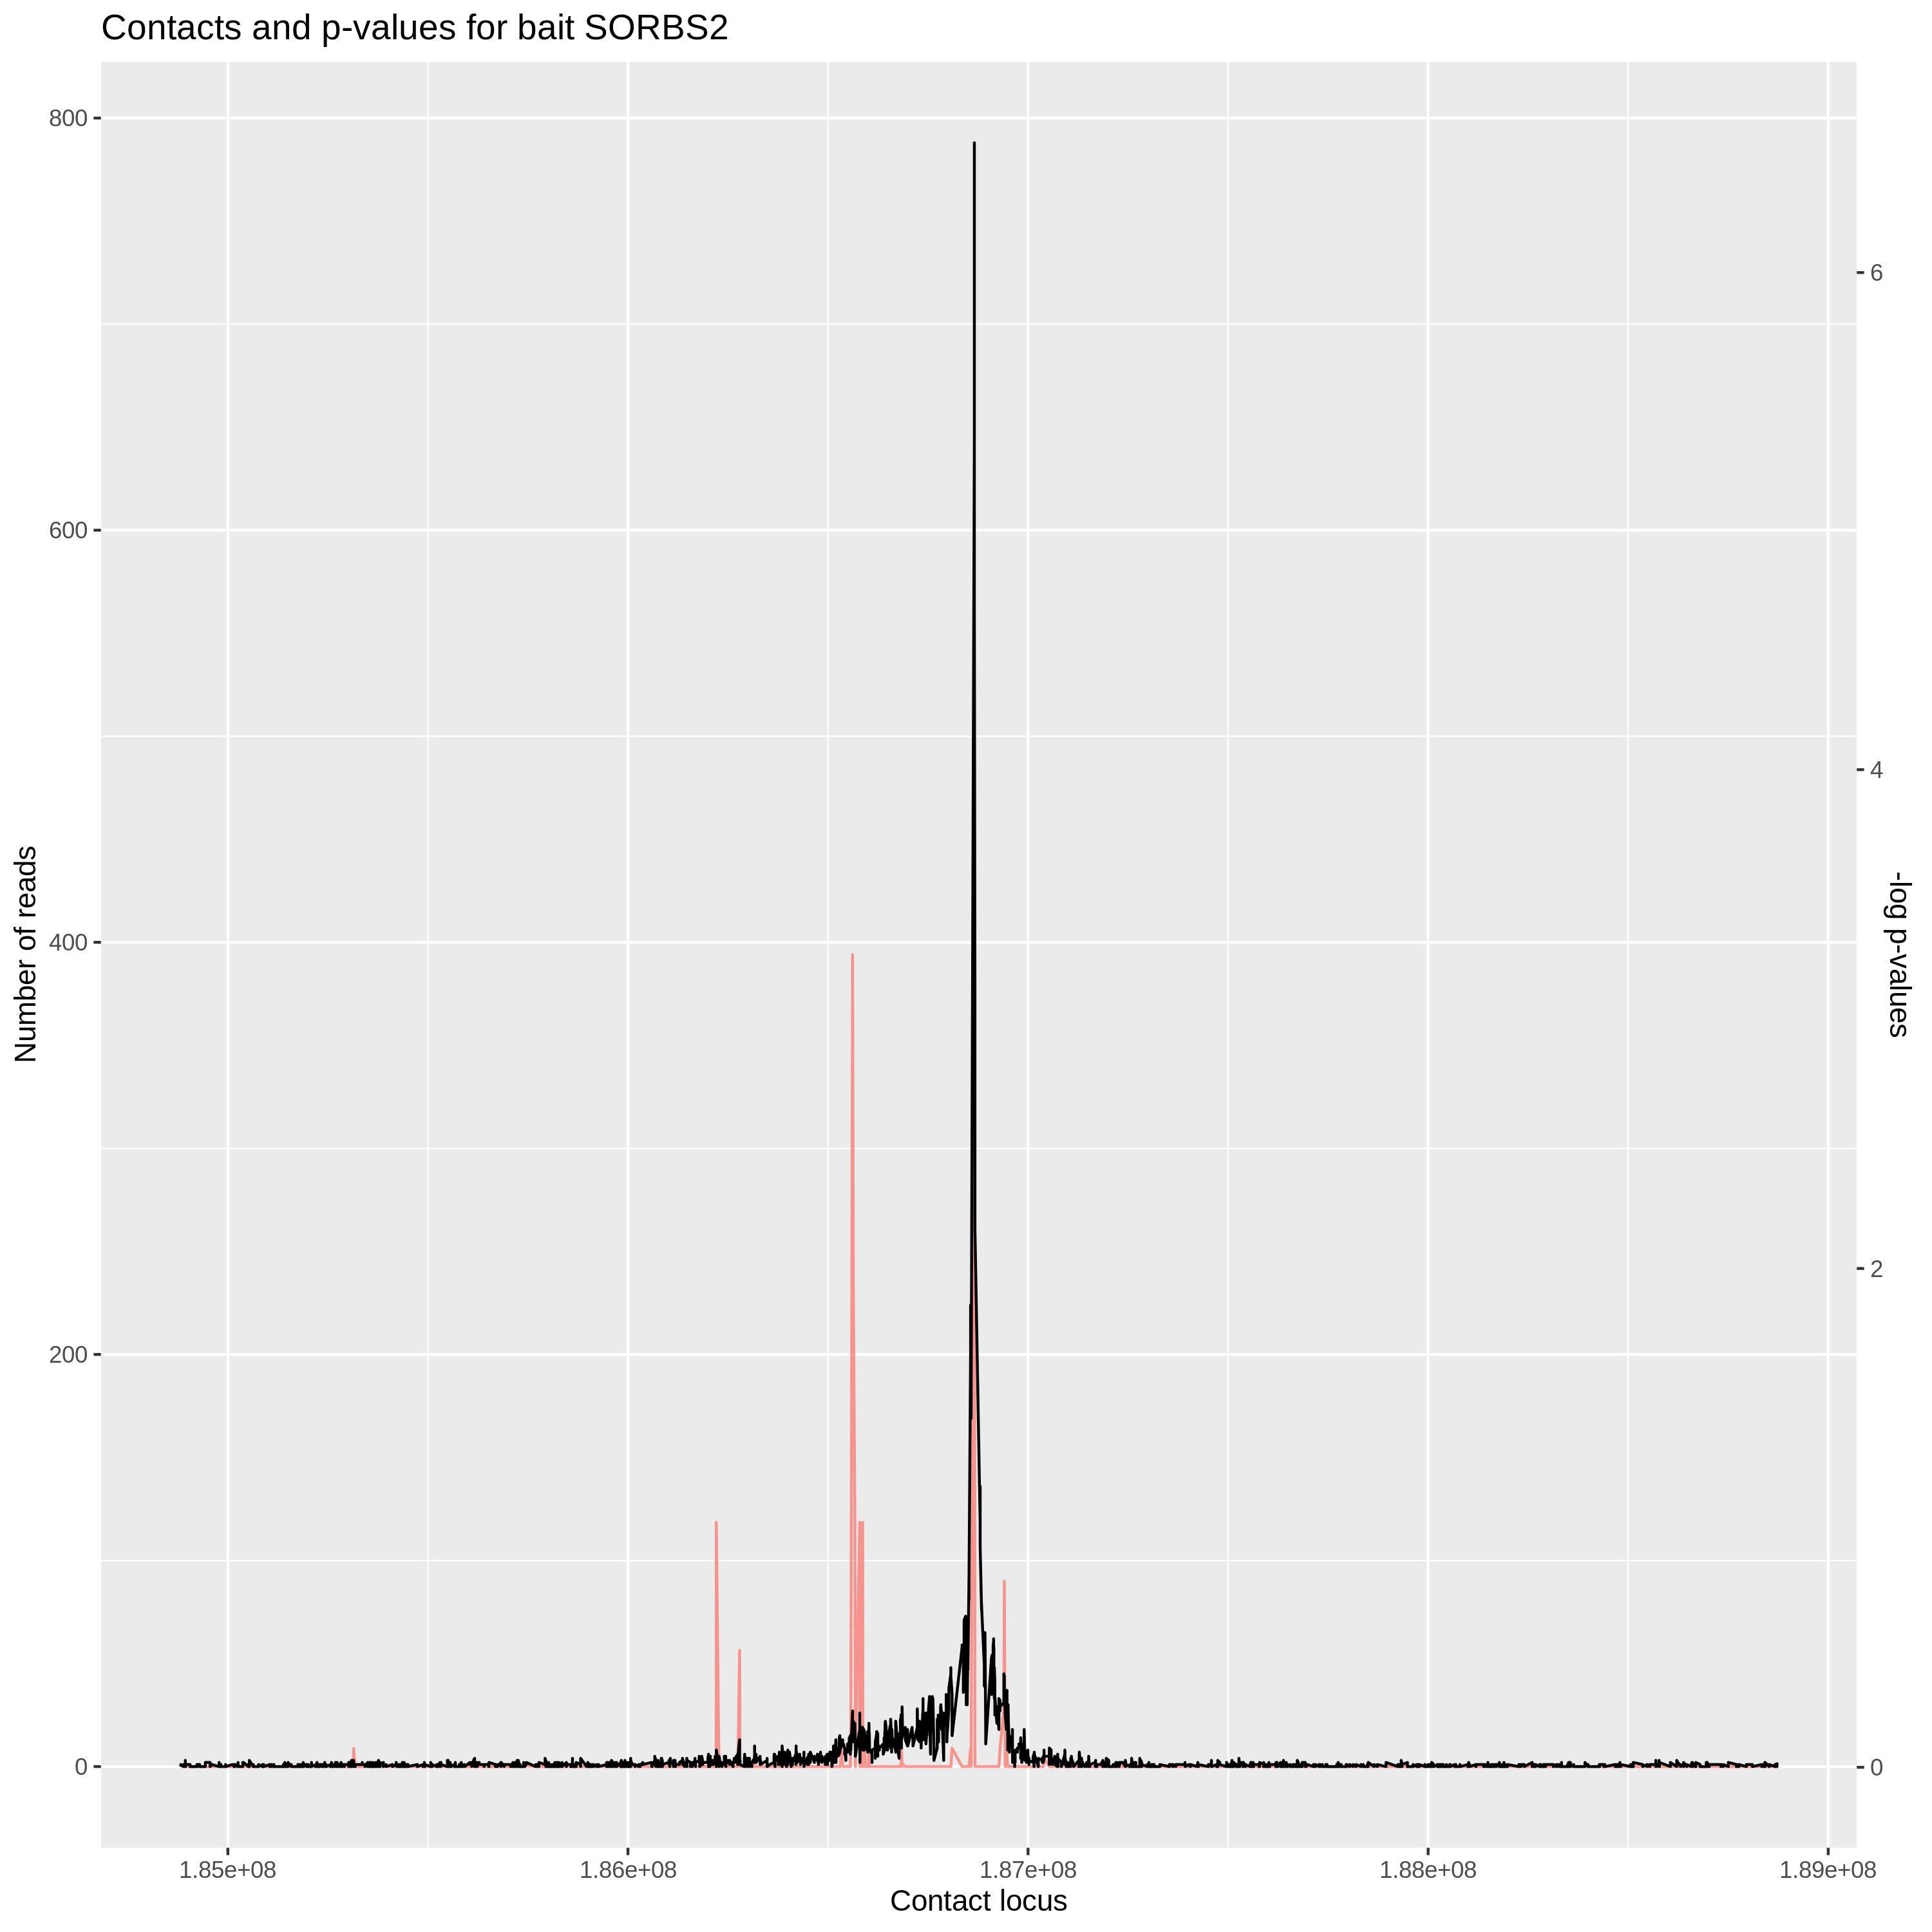 Contacts and p-values for bait SORBS2
800
600
400
200
0
Number of reads
6
4
2
0
-log p-values
1.85e+08
1.86e+08
1.87e+08
1.88e+08
1.89e+08
Contact locus